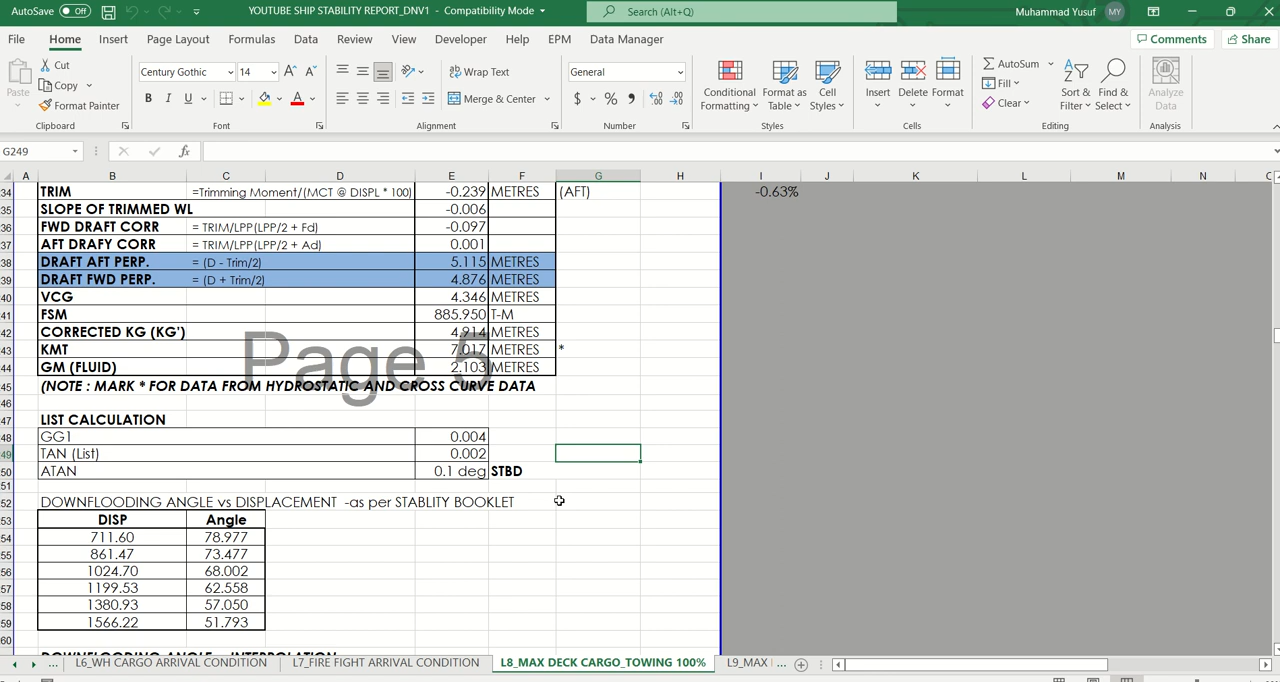 AutoSave Off YOUTUBE SHIP STABILITY REPORT_DNV1 - Compatibility Mode Search (Alt+Q) Muhammad Yusuf MY
File Home Insert Page Layout Formulas Data Review View Developer Help EPM Data Manager Comments Share
Paste Cut Copy Format Painter Clipboard
Century Gothic 14 A A B I U A Font
Wrap Text Merge & Center Alignment
General $ % , Number
Conditional Formatting Format as Table Cell Styles Styles
Insert Delete Format Cells
AutoSum Fill Clear Sort & Filter Find & Select Editing
Analyze Data Analysis
G249 fx
A B C D E F G H I J K L M N
34 TRIM =Trimming Moment/(MCT @ DISPL * 100) -0.239 METRES (AFT) -0.63%
35 SLOPE OF TRIMMED WL -0.006
36 FWD DRAFT CORR = TRIM/LPP(LPP/2 + Fd) -0.097
37 AFT DRAFY CORR = TRIM/LPP(LPP/2 + Ad) 0.001
38 DRAFT AFT PERP. = (D - Trim/2) 5.115 METRES
39 DRAFT FWD PERP. = (D + Trim/2) 4.876 METRES
40 VCG 4.346 METRES
41 FSM 885.950 T-M
42 CORRECTED KG (KG') 4.914 METRES
43 KMT 7.017 METRES *
44 GM (FLUID) 2.103 METRES
Page 5
45 (NOTE : MARK * FOR DATA FROM HYDROSTATIC AND CROSS CURVE DATA
46
47 LIST CALCULATION
48 GG1 0.004
49 TAN (List) 0.002
50 ATAN 0.1 deg STBD
51
52 DOWNFLOODING ANGLE vs DISPLACEMENT -as per STABLITY BOOKLET
53 DISP Angle
54 711.60 78.977
55 861.47 73.477
56 1024.70 68.002
57 1199.53 62.558
58 1380.93 57.050
59 1566.22 51.793
60
... L6_WH CARGO ARRIVAL CONDITION L7_FIRE FIGHT ARRIVAL CONDITION L8_MAX DECK CARGO_TOWING 100% L9_MAX ...